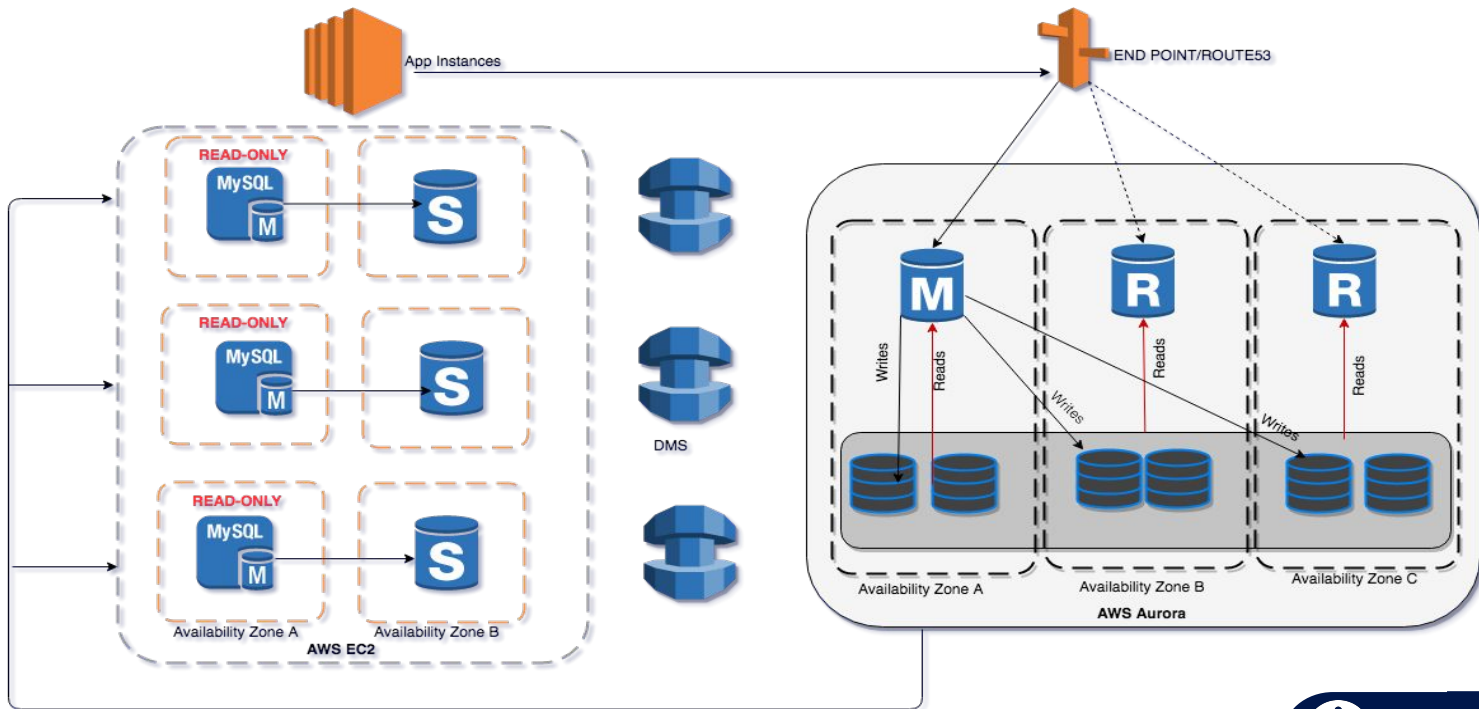 App Instances
END POINT/ROUTE53
READ-ONLY
MySQL
M
S
READ-ONLY
MySQL
M
S
READ-ONLY
MySQL
M
S
Availability Zone A
Availability Zone B
AWS EC2
DMS
M
R
R
Writes
Reads
Writes
Reads
Writes
Reads
Availability Zone A
Availability Zone B
Availability Zone C
AWS Aurora